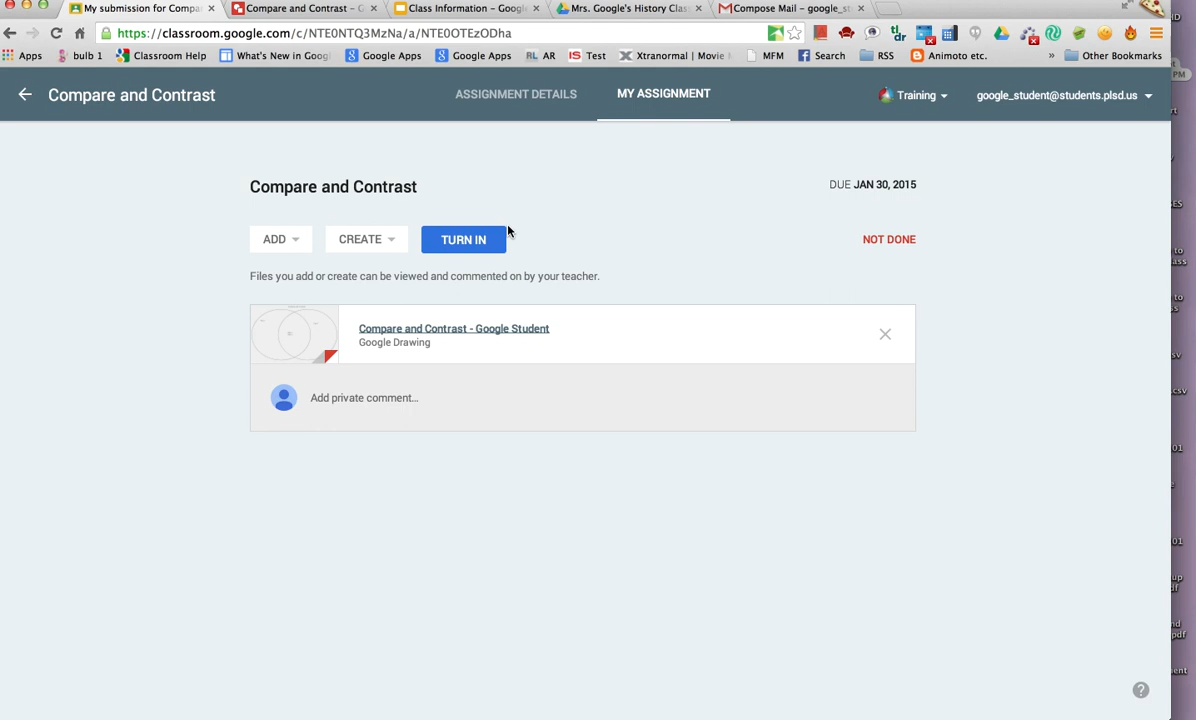 My submission for Compa
Compare and Contrast – G
Class Information – Google
Mrs. Google's History Class
Compose Mail – google_st
https://classroom.google.com/c/NTE0NTQ3MzNa/a/NTE0OTEzODha
Apps
bulb 1
Classroom Help
What's New in Googl
Google Apps
Google Apps
AR
Test
Xtranormal | Movie
MFM
Search
RSS
Animoto etc.
» Other Bookmarks
Compare and Contrast
ASSIGNMENT DETAILS
MY ASSIGNMENT
Training
google_student@students.plsd.us
Compare and Contrast
DUE JAN 30, 2015
ADD
CREATE
TURN IN
NOT DONE
Files you add or create can be viewed and commented on by your teacher.
Compare and Contrast - Google Student
Google Drawing
Add private comment...